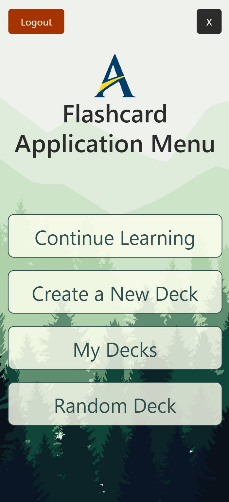 Logout
X
Flashcard
Application Menu
Continue Learning
Create a New Deck
My Decks
Random Deck